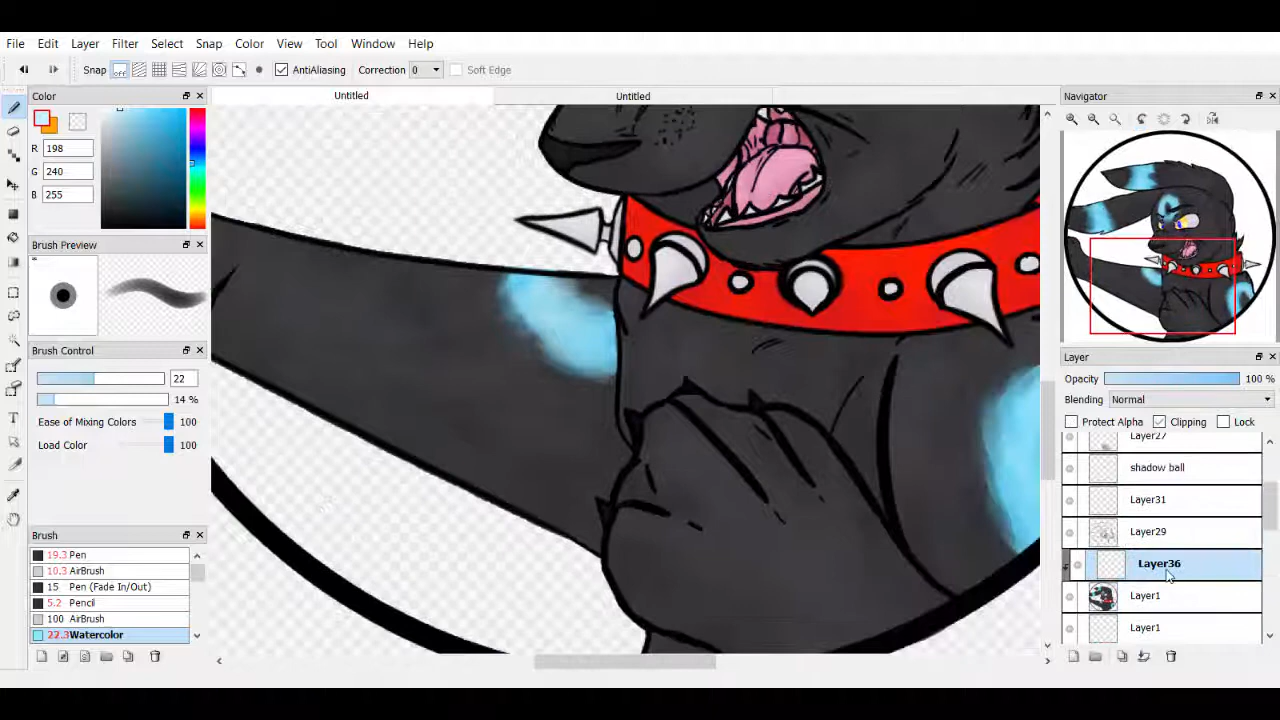 File Edit Layer Filter Select Snap Color View Tool Window Help
Snap off AntiAliasing Correction 0 Soft Edge
Color
R 198
G 240
B 255
Brush Preview
Brush Control
22
14 %
Ease of Mixing Colors 100
Load Color 100
Brush
19.3 Pen
10.3 AirBrush
15 Pen (Fade In/Out)
5.2 Pencil
100 AirBrush
22.3 Watercolor
Untitled Untitled
Navigator
Layer
Opacity 100 %
Blending Normal
Protect Alpha Clipping Lock
Layer27
shadow ball
Layer31
Layer29
Layer36
Layer1
Layer1